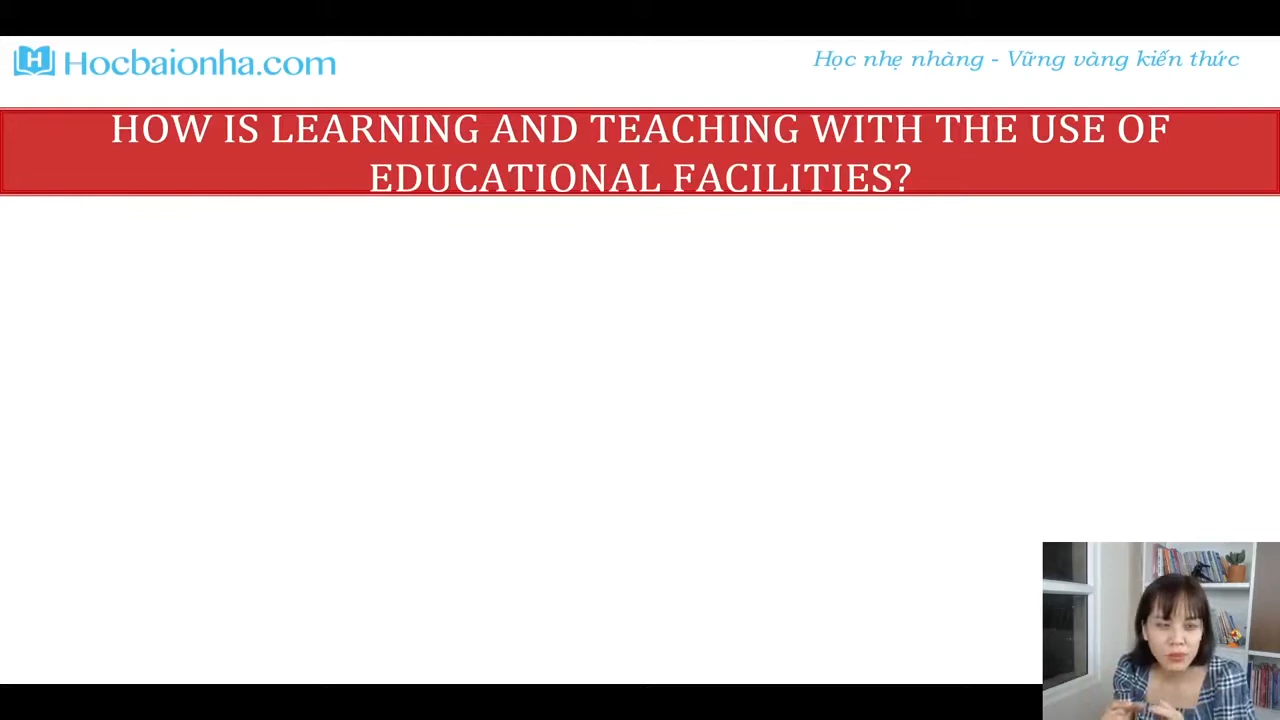 Hocbaionha.com
Học nhẹ nhàng - Vững vàng kiến thức
HOW IS LEARNING AND TEACHING WITH THE USE OF
EDUCATIONAL FACILITIES?